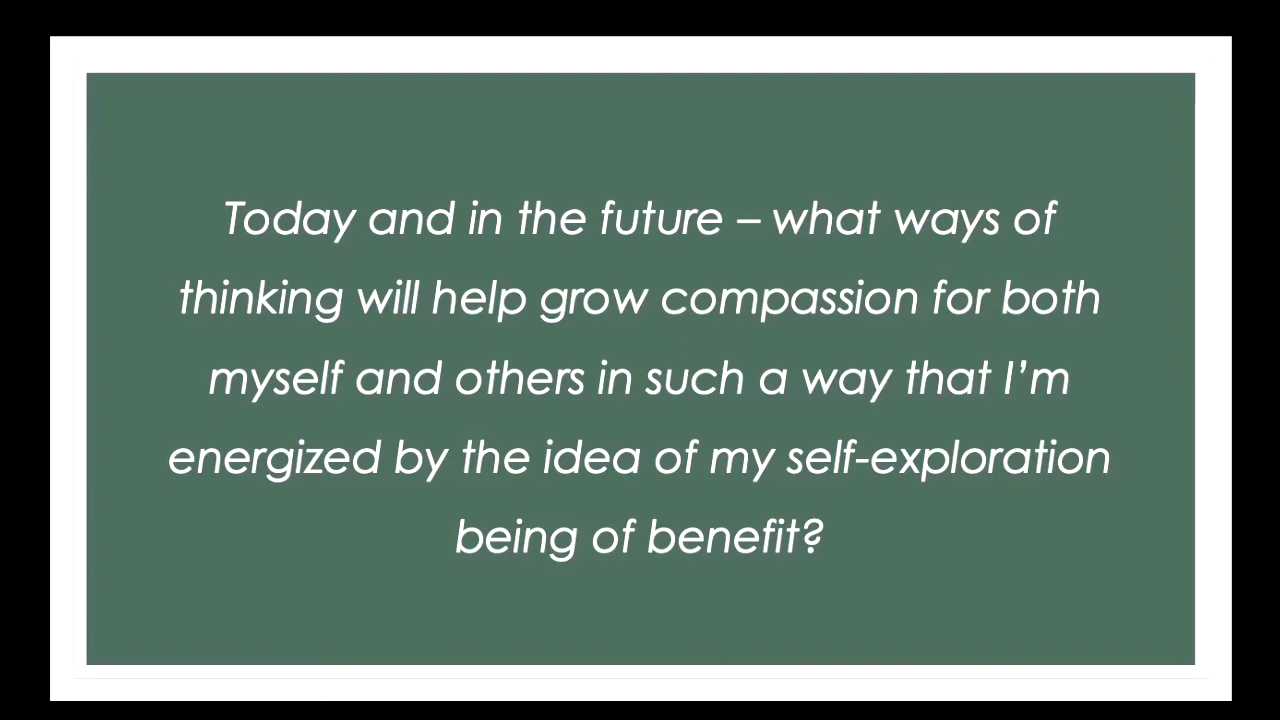 Today and in the future – what ways of
thinking will help grow compassion for both
myself and others in such a way that I’m
energized by the idea of my self-exploration
being of benefit?